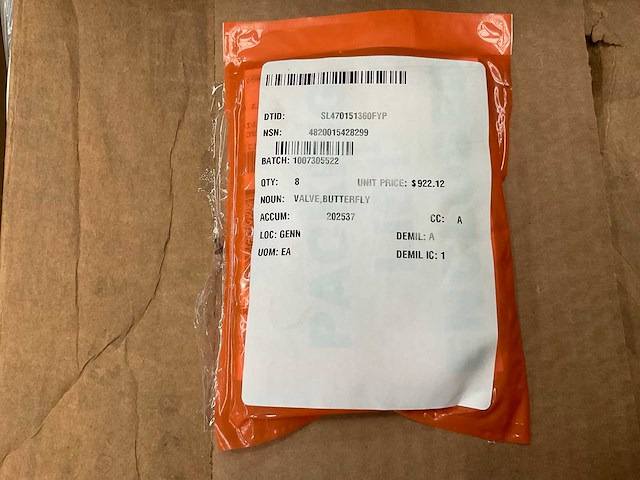 DTID: SL470151360FYP
NSN: 4820015428299
BATCH: 1007305522
QTY: 8 UNIT PRICE: $922.12
NOUN: VALVE,BUTTERFLY
ACCUM: 202537 CC: A
LOC: GENN DEMIL: A
UOM: EA DEMIL IC: 1